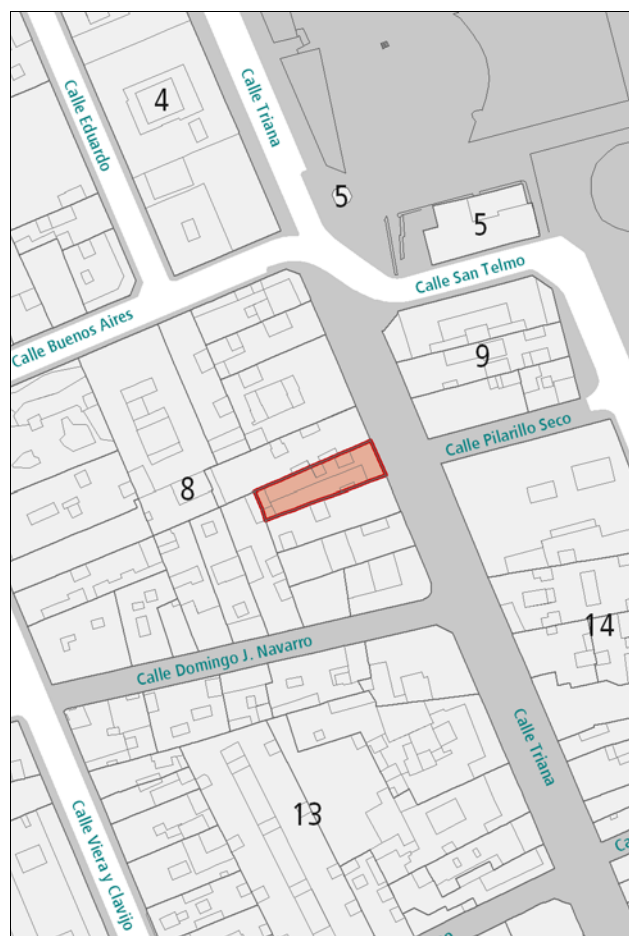 Calle Eduardo
4
Calle Triana
5
5
Calle San Telmo
Calle Buenos Aires
9
Calle Pilarillo Seco
8
14
Calle Domingo J. Navarro
Calle Triana
13
Calle Viera y Clavijo